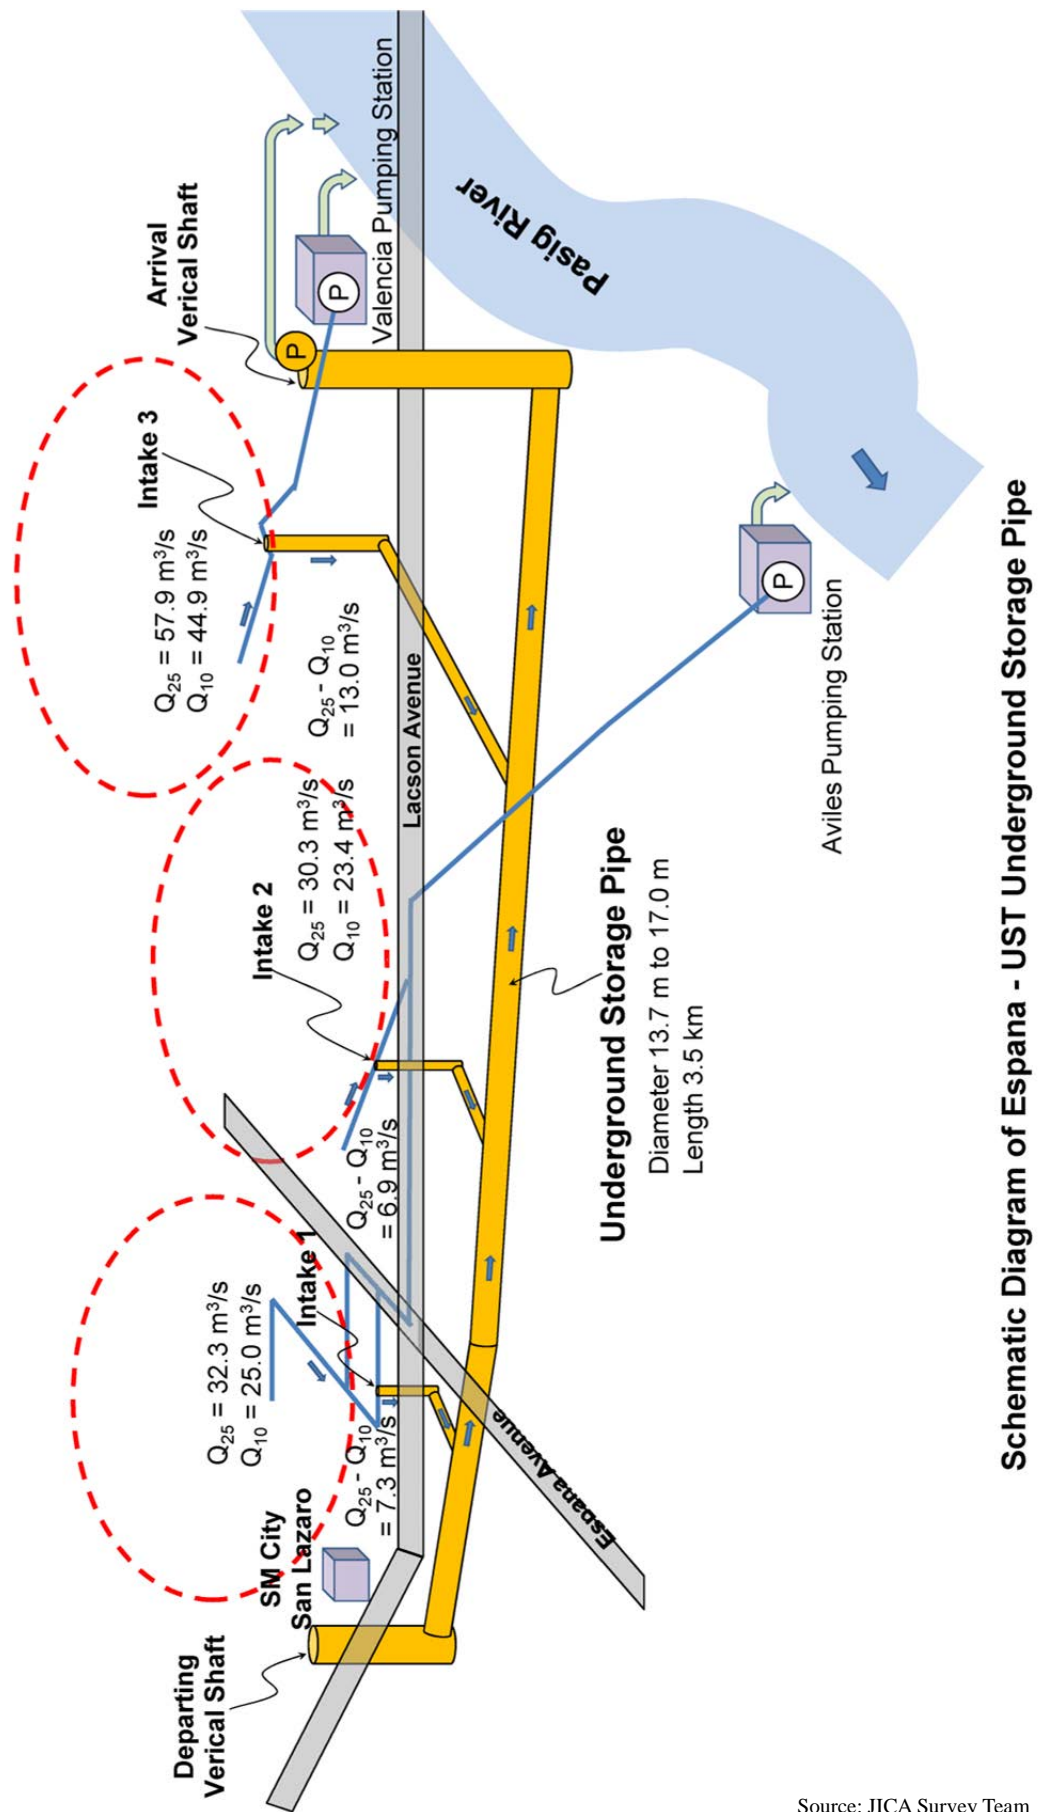 Departing
Verical Shaft
SM City
San Lazaro
Q25 = 32.3 m³/s
Q10 = 25.0 m³/s
Intake 1
Q25 - Q10
= 7.3 m³/s
Espana Avenue
Intake 2
Q25 = 30.3 m³/s
Q10 = 23.4 m³/s
Q25 - Q10
= 6.9 m³/s
Lacson Avenue
Intake 3
Q25 = 57.9 m³/s
Q10 = 44.9 m³/s
Q25 - Q10
= 13.0 m³/s
Arrival
Verical Shaft
P
P
Valencia Pumping Station
Pasig River
P
Aviles Pumping Station
Underground Storage Pipe
Diameter 13.7 m to 17.0 m
Length 3.5 km
Schematic Diagram of Espana - UST Underground Storage Pipe
Source: JICA Survey Team